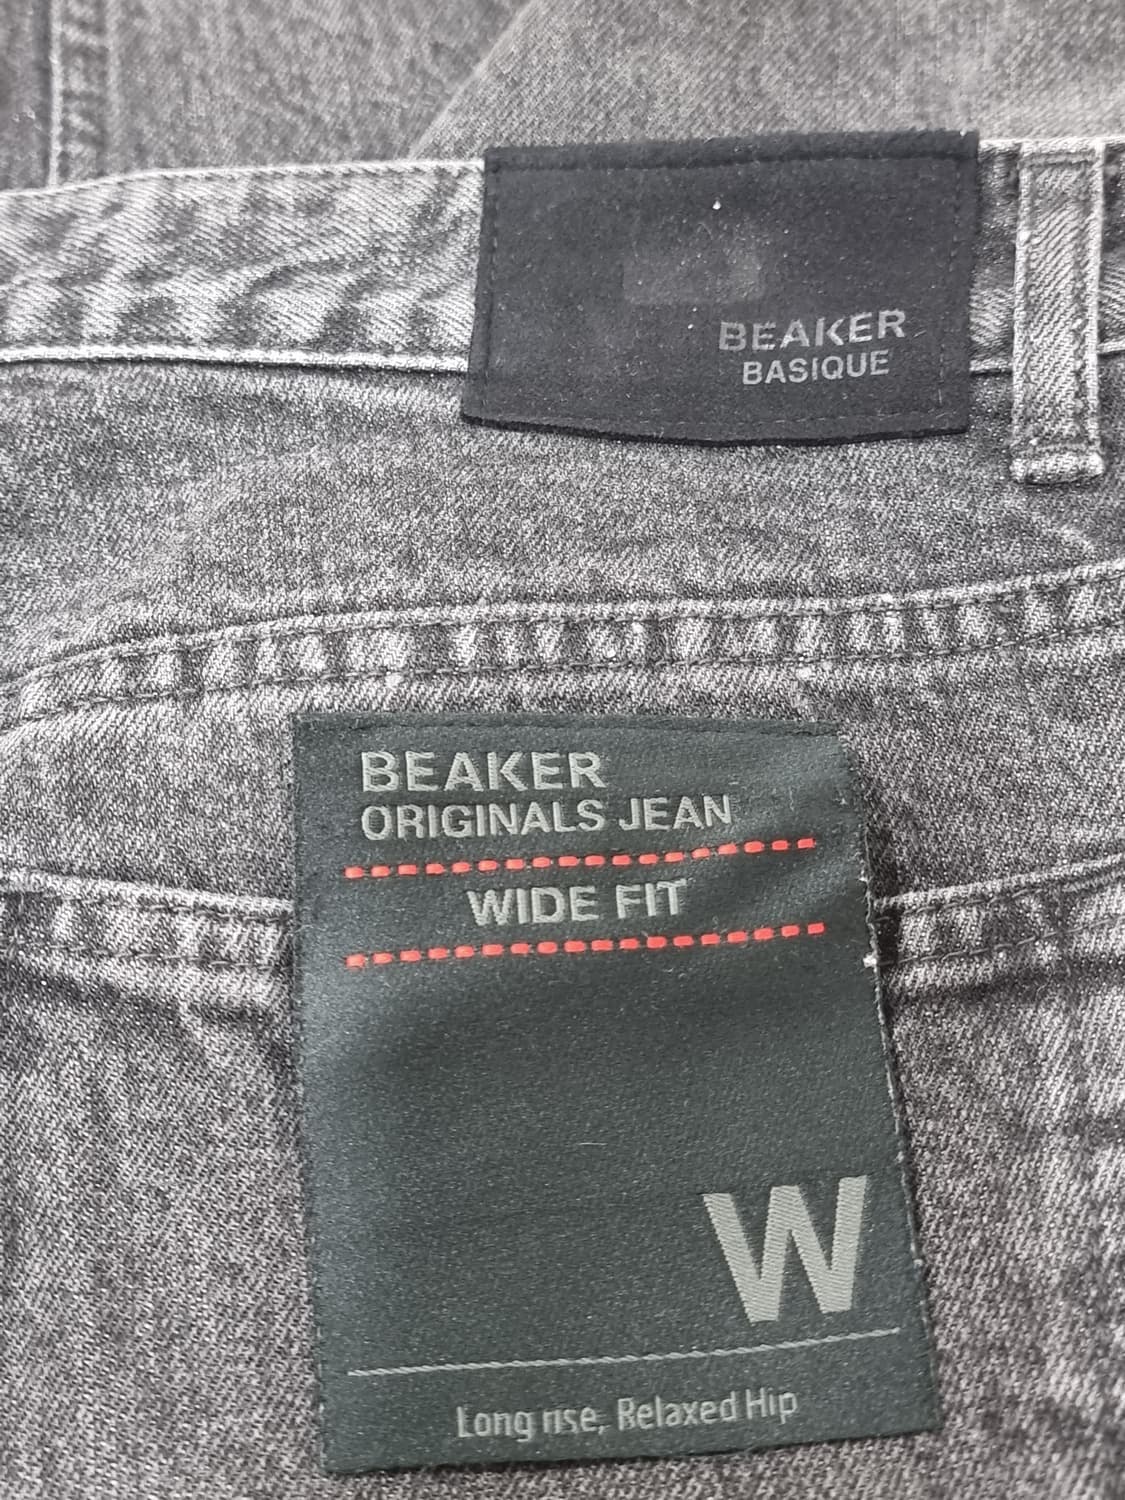 BEAKER
BASIQUE
BEAKER
ORIGINALS JEAN
WIDE FIT
W
Long rise, Relaxed Hip